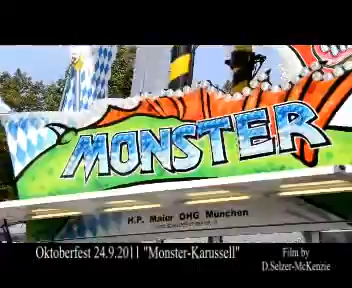 MONSTER
H.P. Maier OHG München
Oktoberfest 24.9.2011 "Monster-Karussell"
Film by
D.Selzer-McKenzie